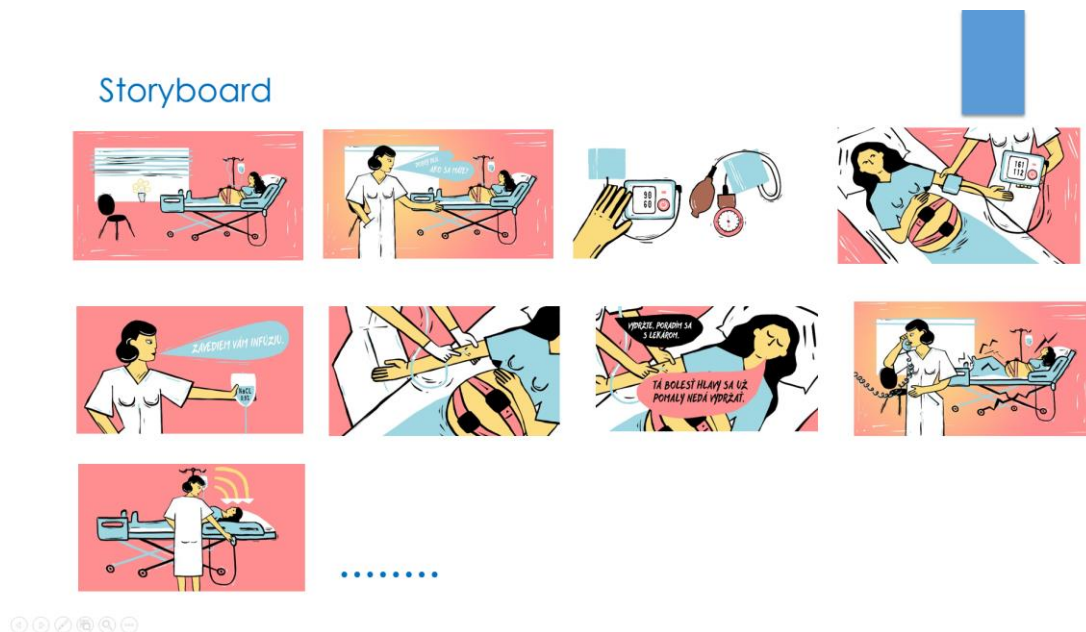 Storyboard
AKO SA MÁTE?
90
60
161
112
ZAVEDIEM VÁM INFÚZIU.
NaCL
VYDRŽTE, PORADÍM SA
S LEKÁROM.
TÁ BOLESŤ HLAVY SA UŽ
POMALY NEDÁ VYDRŽAŤ.
........